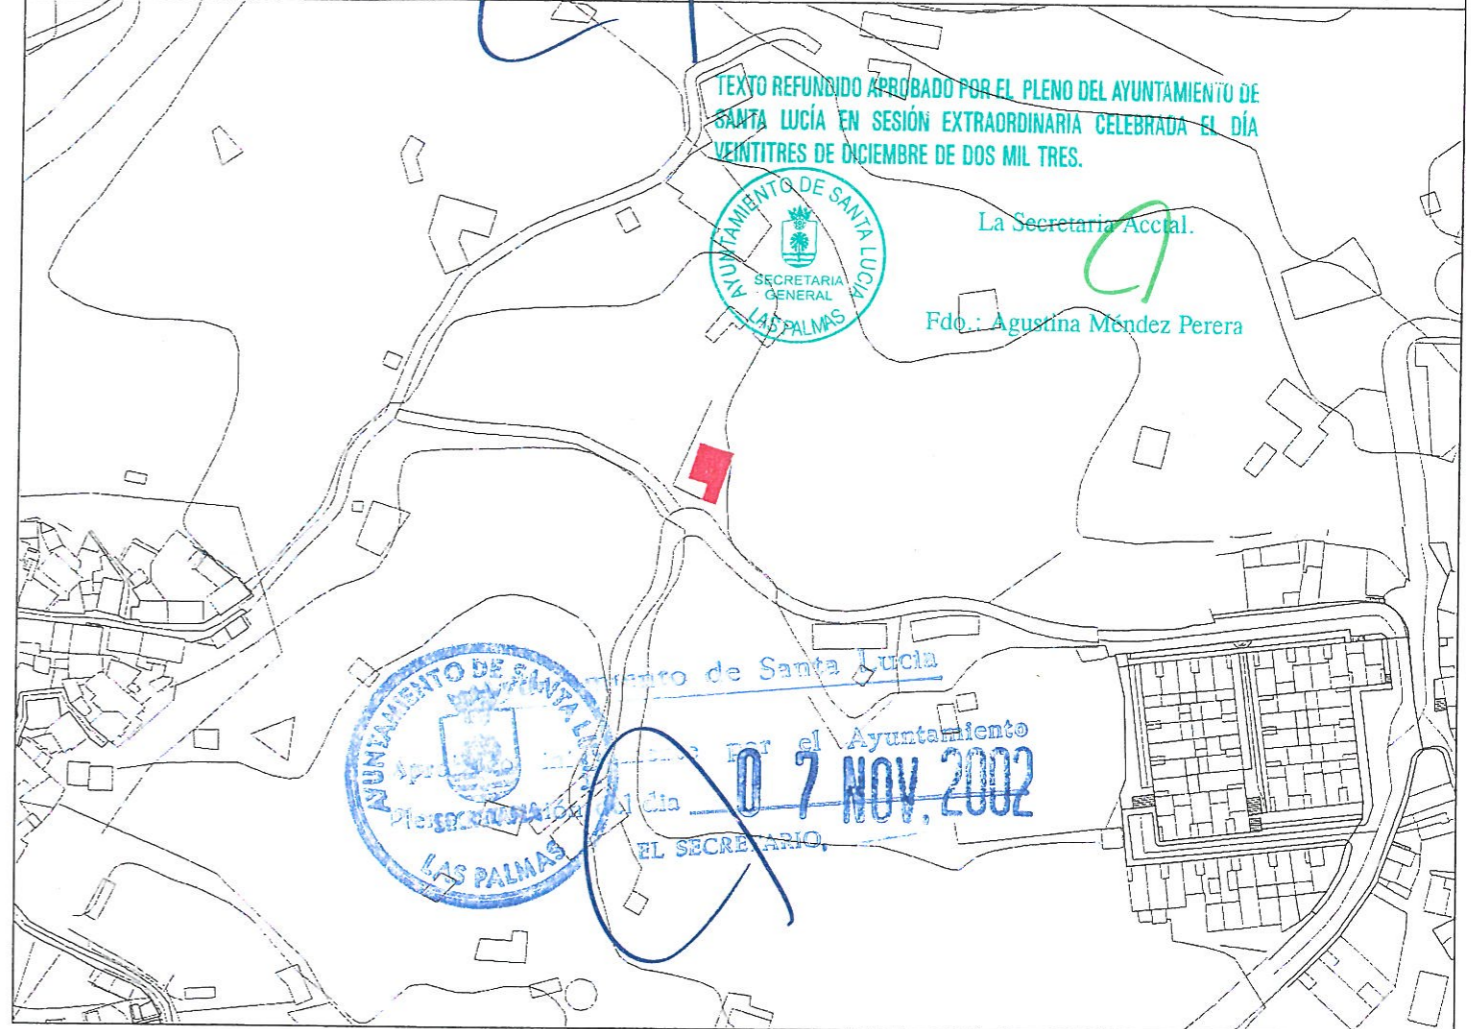 TEXTO REFUNDIDO APROBADO POR EL PLENO DEL AYUNTAMIENTO DE
SANTA LUCÍA EN SESIÓN EXTRAORDINARIA CELEBRADA EL DÍA
VEINTITRES DE DICIEMBRE DE DOS MIL TRES.
AYUNTAMIENTO DE SANTA LUCIA
SECRETARIA
GENERAL
LAS PALMAS
La Secretaria Acctal.
Fdo.: Agustina Méndez Perera
AYUNTAMIENTO DE SANTA
LAS PALMAS
de Santa Lucia
por el Ayuntamiento
dia 0 7 NOV. 2002
EL SECRETARIO,